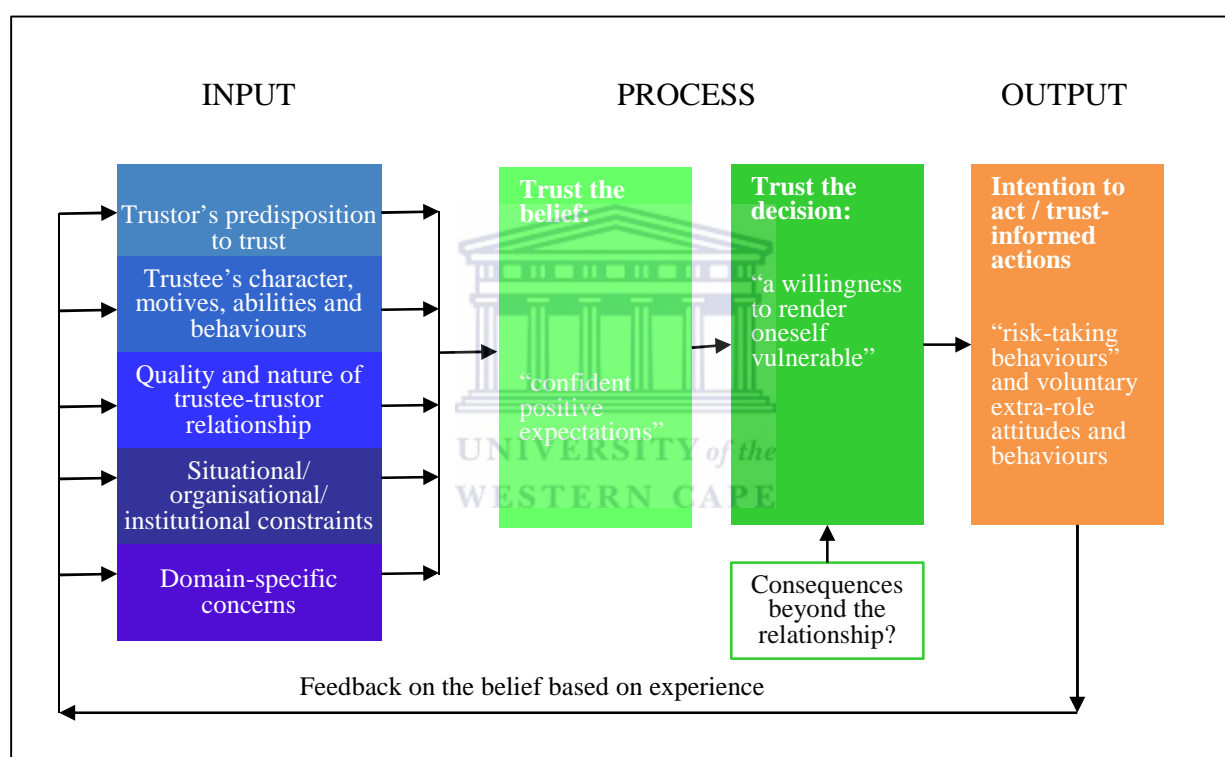 INPUT
PROCESS
OUTPUT
Trustor’s predisposition
to trust
Trustee’s character,
motives, abilities and
behaviours
Quality and nature of
trustee-trustor
relationship
Situational/
organisational/
institutional constraints
Domain-specific
concerns
Trust the
belief:
“confident
positive
expectations”
Trust the
decision:
“a willingness
to render
oneself
vulnerable”
Intention to
act / trust-
informed
actions
“risk-taking
behaviours”
and voluntary
extra-role
attitudes and
behaviours
UNIVERSITY of the
WESTERN CAPE
Consequences
beyond the
relationship?
Feedback on the belief based on experience